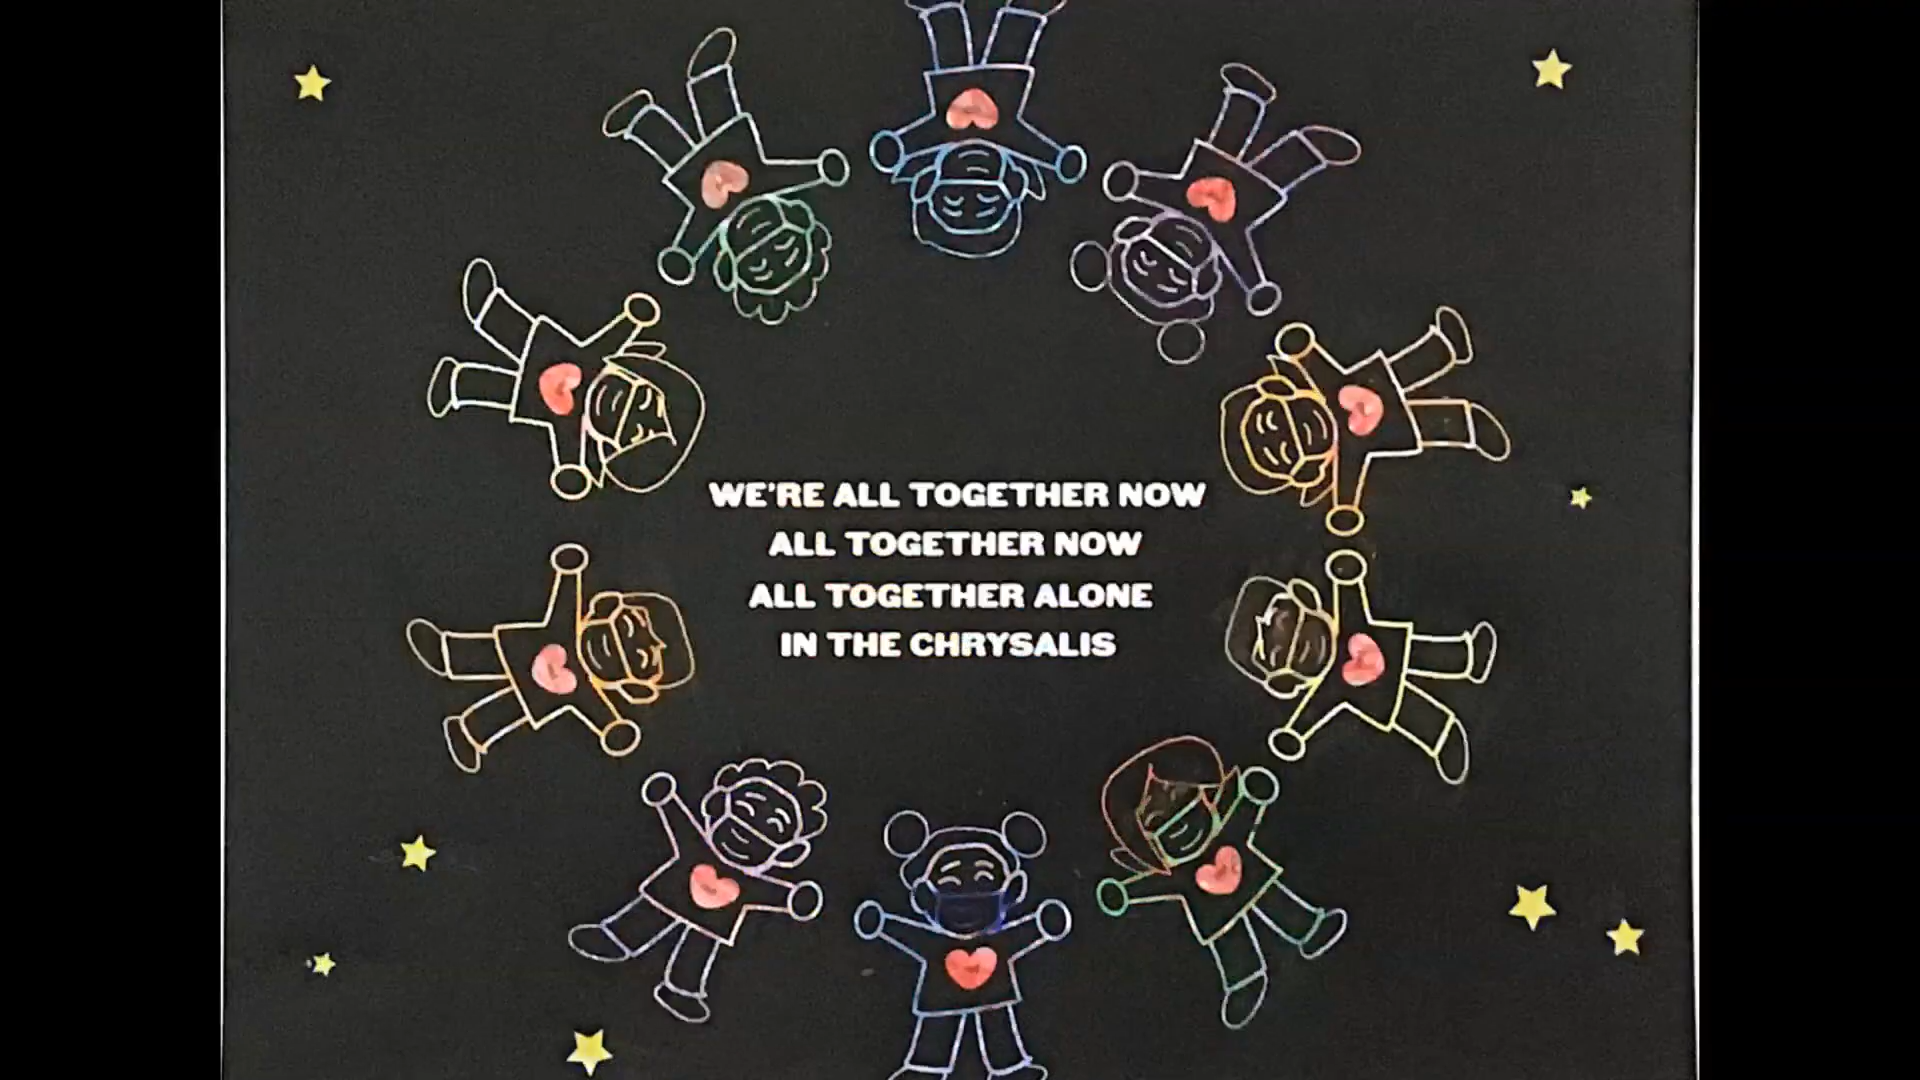 WE'RE ALL TOGETHER NOW
ALL TOGETHER NOW
ALL TOGETHER ALONE
IN THE CHRYSALIS